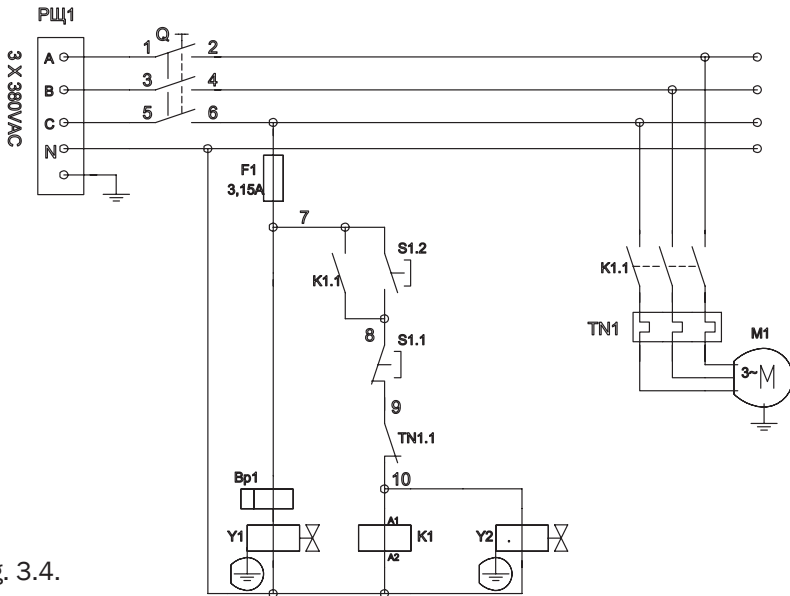 РЩ1
3 X 380VAC
A
B
C
N
Q
1 2
3 4
5 6
F1
3,15A
7
K1.1
S1.2
8
S1.1
9
TN1.1
10
Bp1
Y1
A1
K1
A2
Y2
K1.1
TN1
M1
3~M
g. 3.4.